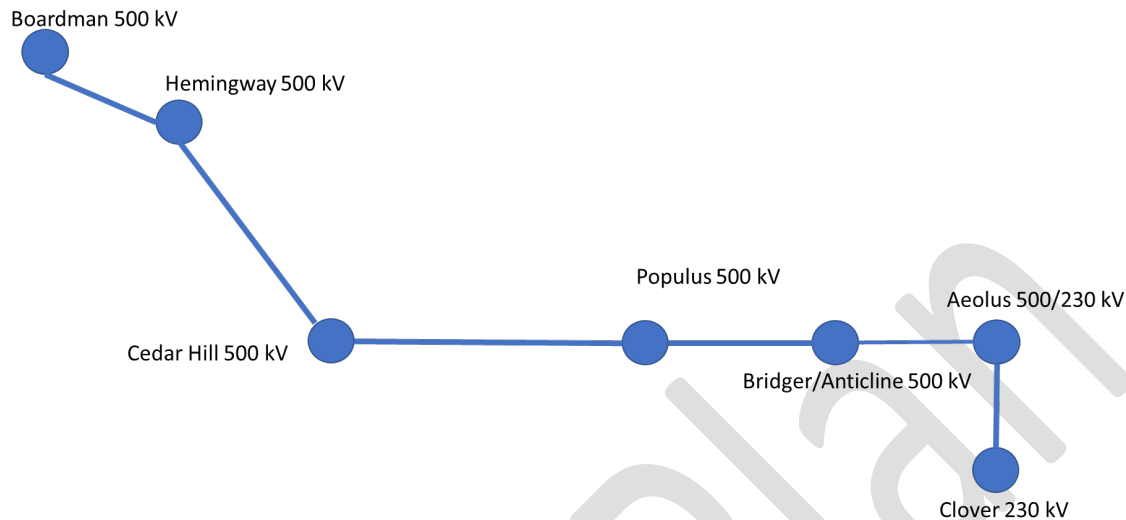 Boardman 500 kV
Hemingway 500 kV
Populus 500 kV
Aeolus 500/230 kV
Cedar Hill 500 kV
Bridger/Anticline 500 kV
Clover 230 kV
Plan